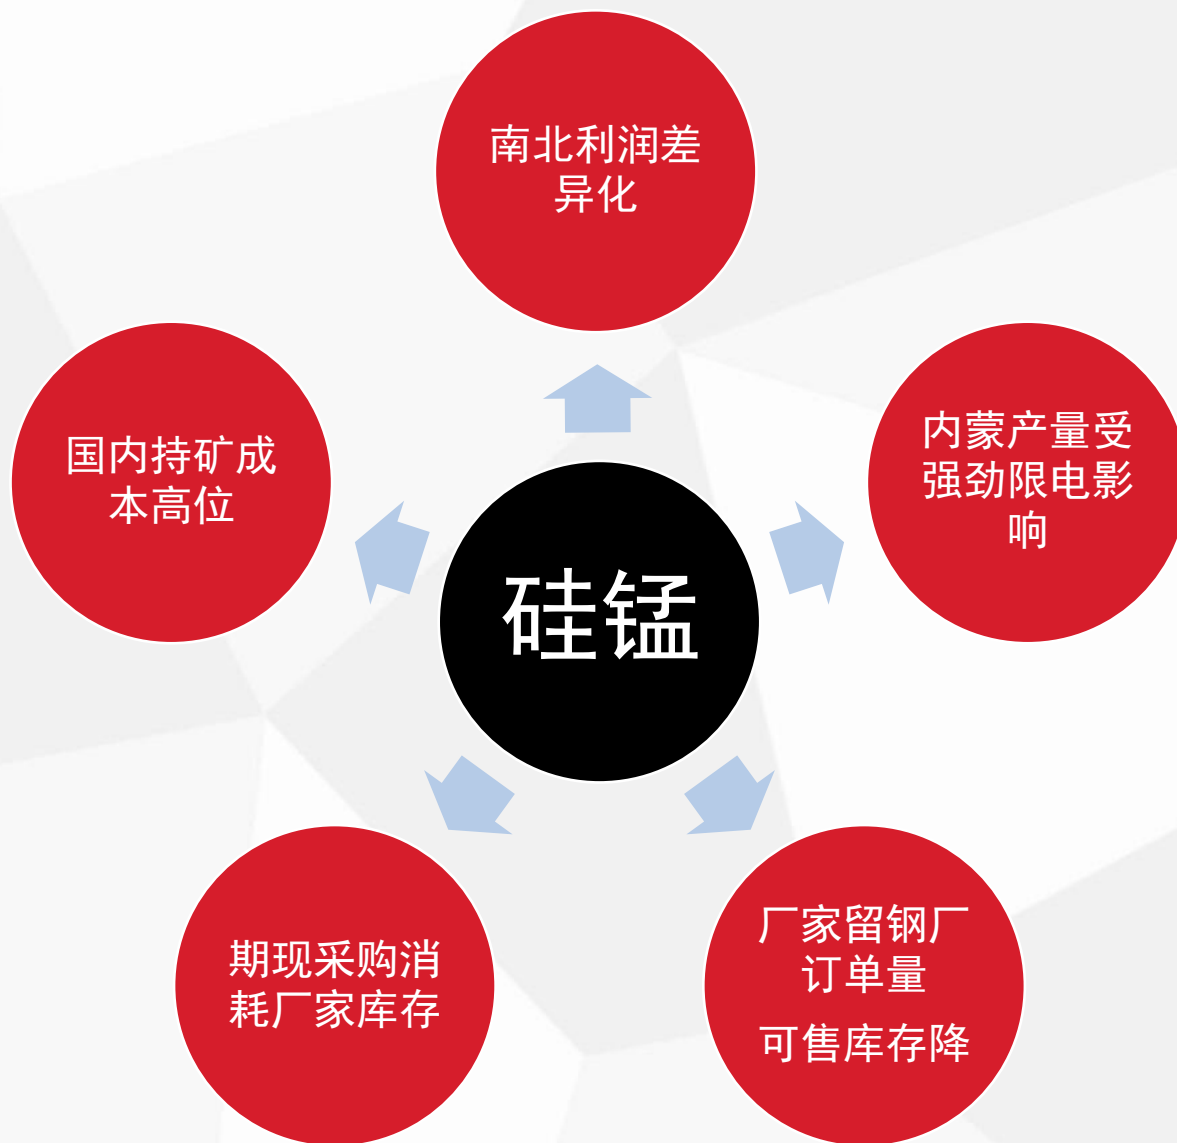 南北利润差
异化
国内持矿成
本高位
内蒙产量受
强劲限电影
响
硅锰
期现采购消
耗厂家库存
厂家留钢厂
订单量
可售库存降